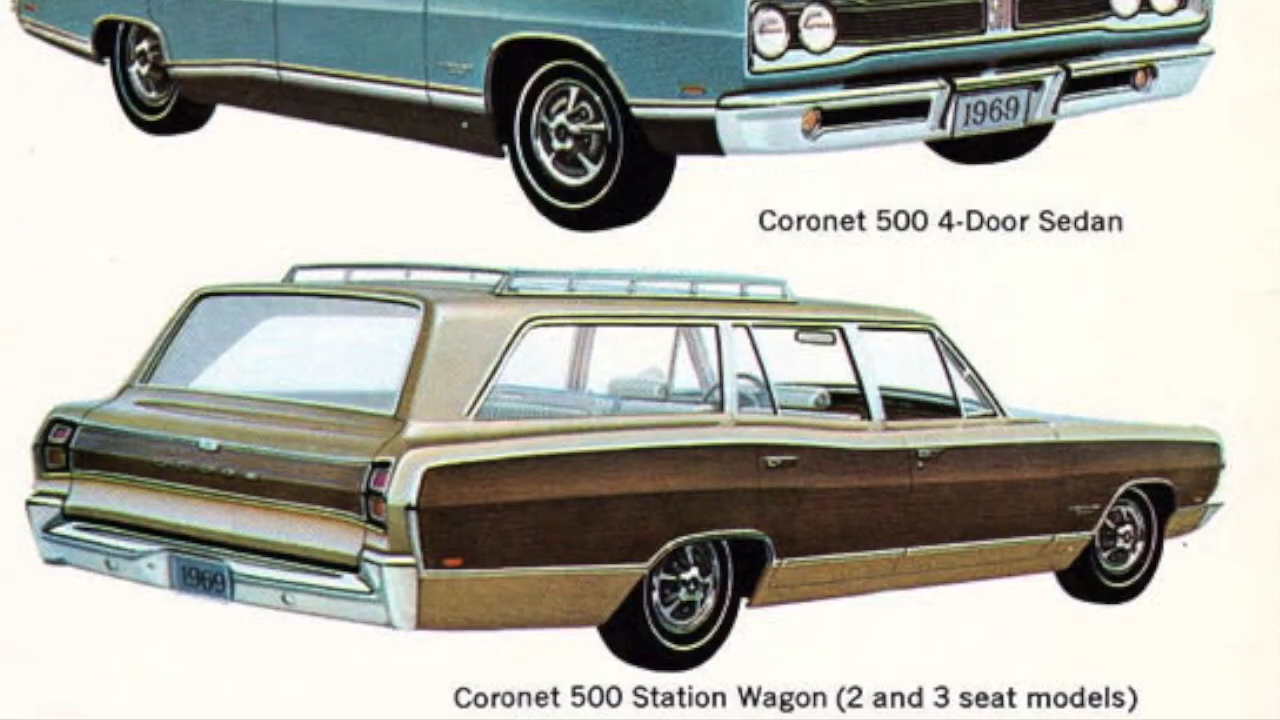 1969
Coronet 500 4-Door Sedan
1969
Coronet 500 Station Wagon (2 and 3 seat models)